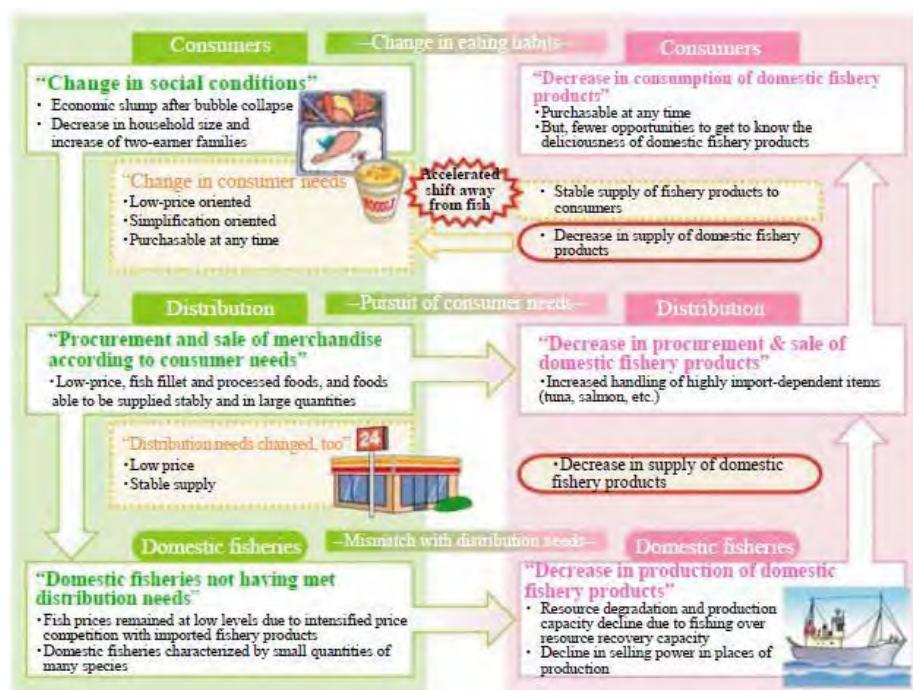 Consumers
—Change in eating habits—
Consumers
“Change in social conditions”
· Economic slump after bubble collapse
· Decrease in household size and
increase of two-earner families
“Decrease in consumption of domestic fishery
products”
·Purchasable at any time
·But, fewer opportunities to get to know the
deliciousness of domestic fishery products
“Change in consumer needs
·Low-price oriented
·Simplification oriented
·Purchasable at any time
NOODLE
Accelerated
shift away
from fish
· Stable supply of fishery products to
consumers
· Decrease in supply of domestic fishery
products
Distribution
—Pursuit of consumer needs—
Distribution
“Procurement and sale of merchandise
according to consumer needs”
·Low-price, fish fillet and processed foods, and foods
able to be supplied stably and in large quantities
“Decrease in procurement & sale of
domestic fishery products”
·Increased handling of highly import-dependent items
(tuna, salmon, etc.)
“Distribution needs changed, too”
·Low price
·Stable supply
24
·Decrease in supply of domestic
fishery products
Domestic fisheries
—Mismatch with distribution needs—
Domestic fisheries
“Domestic fisheries not having met
distribution needs”
·Fish prices remained at low levels due to intensified price
competition with imported fishery products
·Domestic fisheries characterized by small quantities of
many species
“Decrease in production of domestic
fishery products”
· Resource degradation and production
capacity decline due to fishing over
resource recovery capacity
· Decline in selling power in places of
production